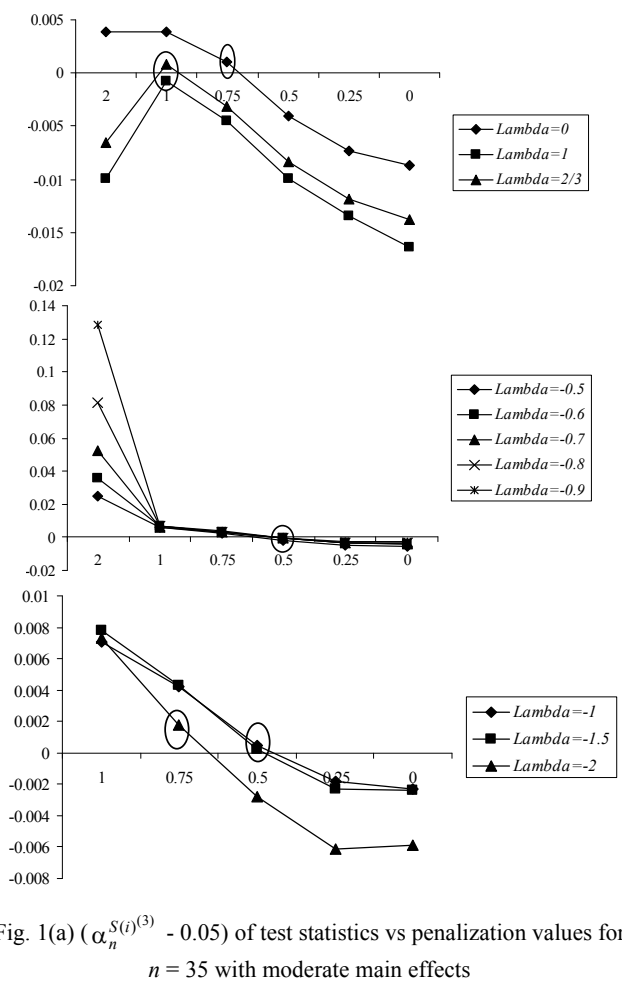 0.005
0
-0.005
-0.01
-0.015
-0.02
2 1 0.75 0.5 0.25 0
Lambda=0
Lambda=1
Lambda=2/3
0.14
0.12
0.1
0.08
0.06
0.04
0.02
0
-0.02
2 1 0.75 0.5 0.25 0
Lambda=-0.5
Lambda=-0.6
Lambda=-0.7
Lambda=-0.8
Lambda=-0.9
0.01
0.008
0.006
0.004
0.002
0
-0.002
-0.004
-0.006
-0.008
1 0.75 0.5 0.25 0
Lambda=-1
Lambda=-1.5
Lambda=-2
Fig. 1(a) (α_n^{S(i)^{(3)}} - 0.05) of test statistics vs penalization values for
n = 35 with moderate main effects